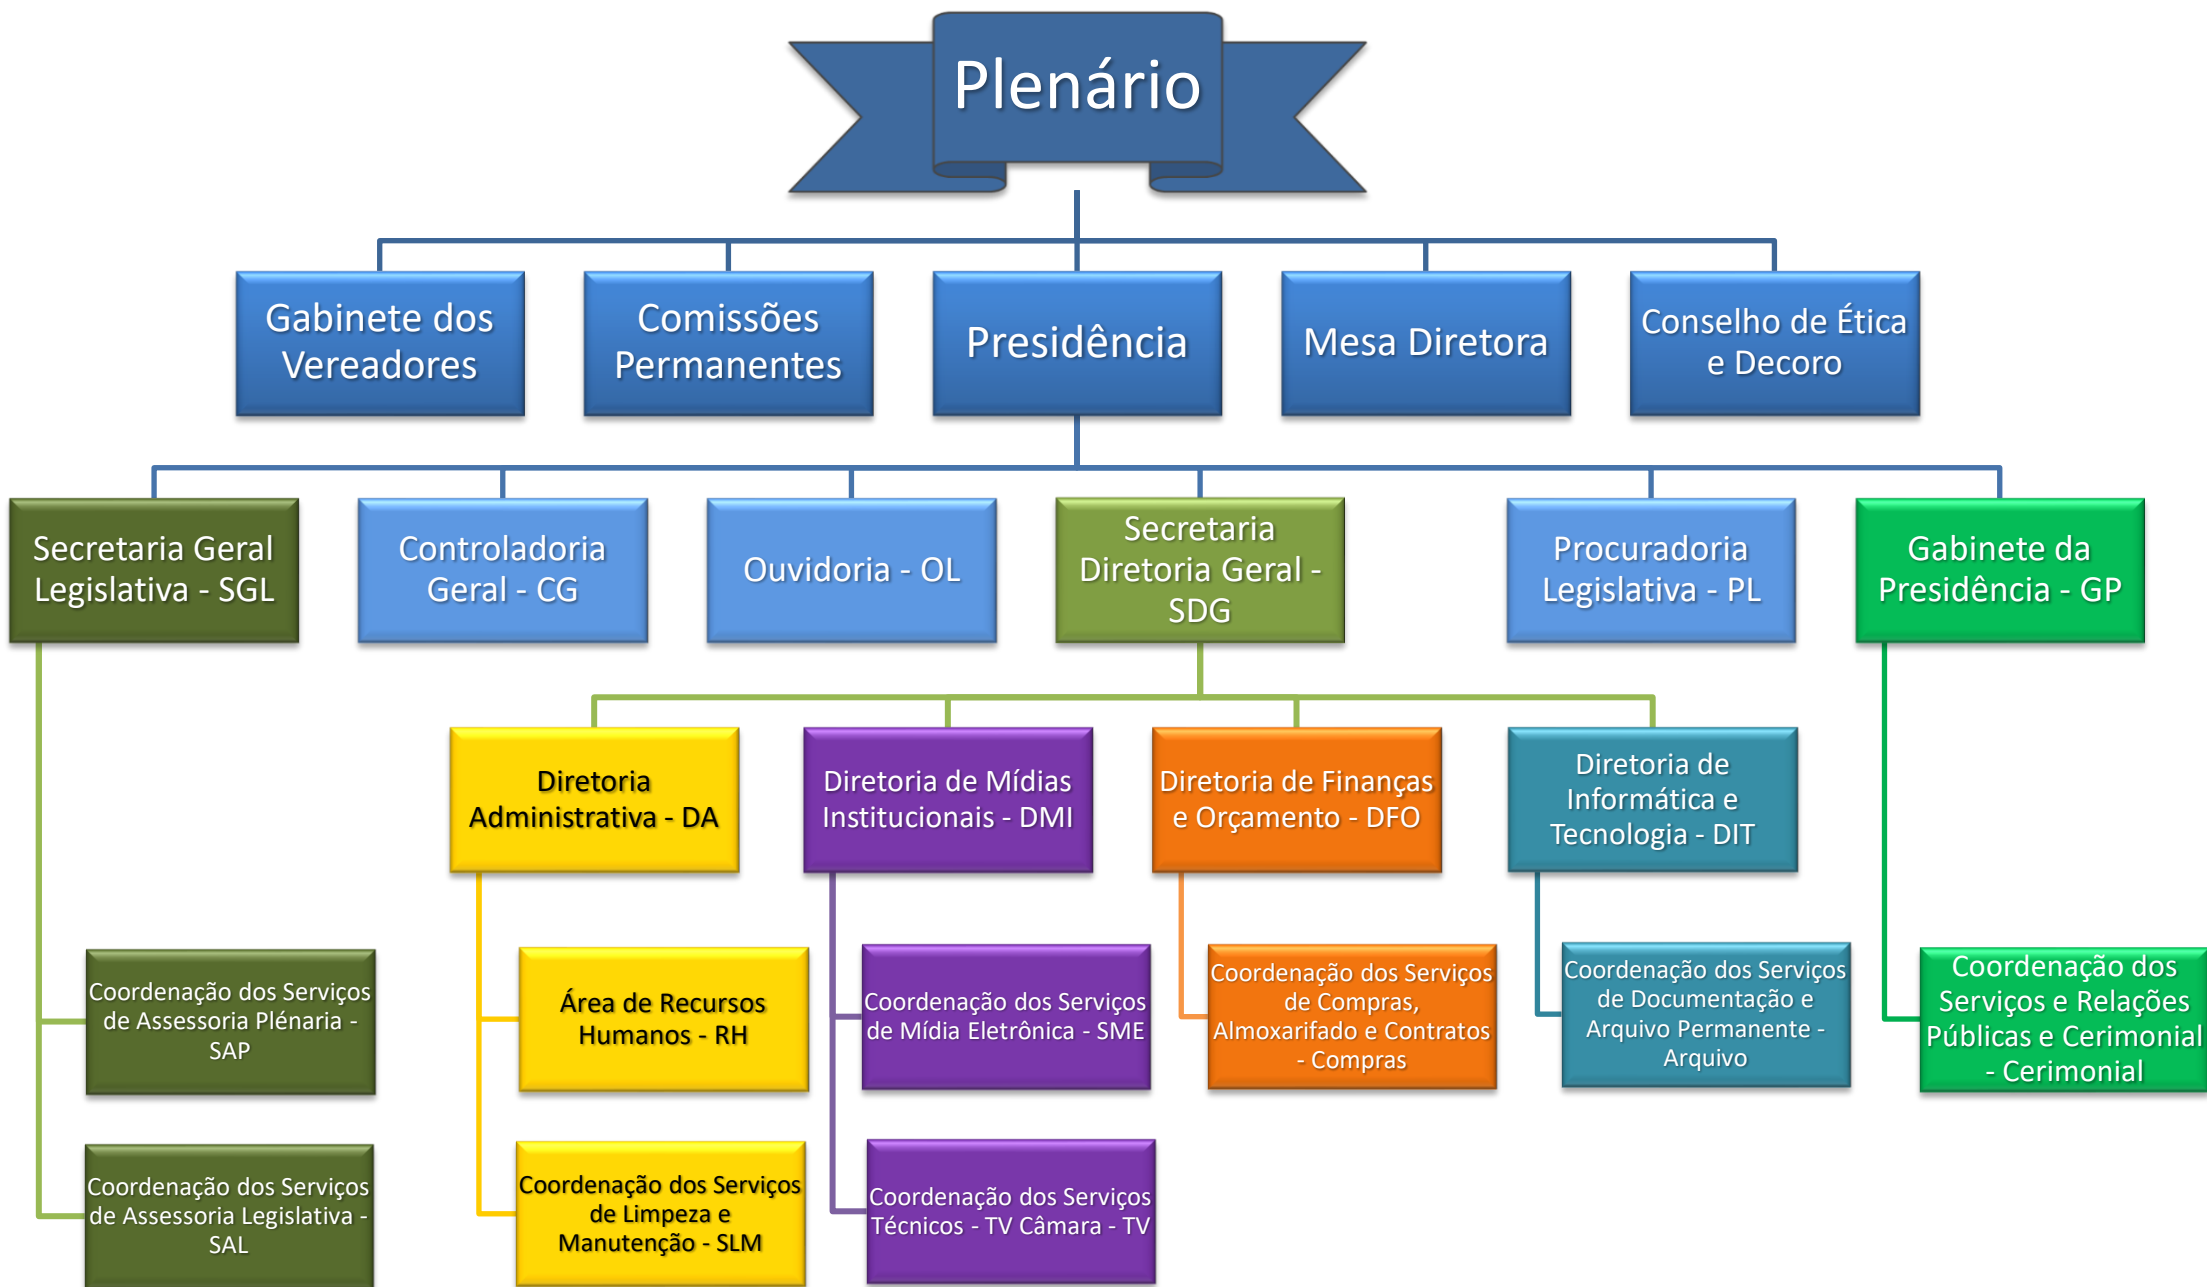 Plenário
Gabinete dos
Vereadores
Comissões
Permanentes
Presidência
Mesa Diretora
Conselho de Ética
e Decoro
Secretaria Geral
Legislativa - SGL
Controladoria
Geral - CG
Ouvidoria - OL
Secretaria
Diretoria Geral -
SDG
Procuradoria
Legislativa - PL
Gabinete da
Presidência - GP
Diretoria
Administrativa - DA
Diretoria de Mídias
Institucionais - DMI
Diretoria de Finanças
e Orçamento - DFO
Diretoria de
Informática e
Tecnologia - DIT
Coordenação dos Serviços
de Assessoria Plénaria -
SAP
Área de Recursos
Humanos - RH
Coordenação dos Serviços
de Mídia Eletrônica - SME
Coordenação dos Serviços
de Compras,
Almoxarifado e Contratos
- Compras
Coordenação dos Serviços
de Documentação e
Arquivo Permanente -
Arquivo
Coordenação dos
Serviços e Relações
Públicas e Cerimonial
- Cerimonial
Coordenação dos Serviços
de Assessoria Legislativa -
SAL
Coordenação dos Serviços
de Limpeza e
Manutenção - SLM
Coordenação dos Serviços
Técnicos - TV Câmara - TV